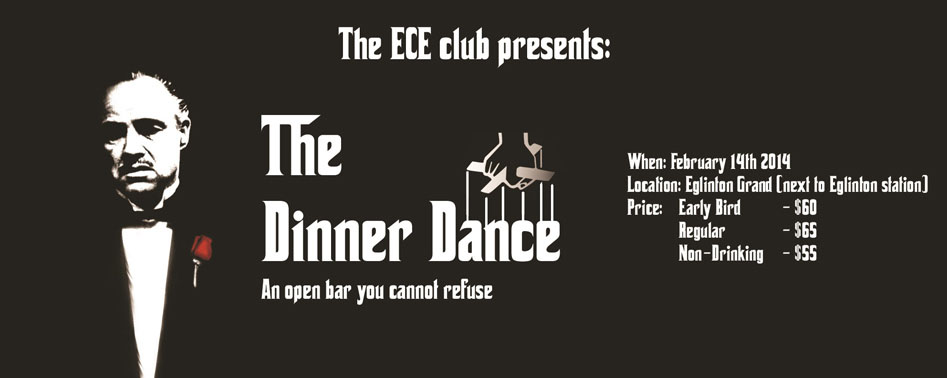 The ECE club presents:
The
Dinner Dance
An open bar you cannot refuse
When: February 14th 2014
Location: Eglinton Grand (next to Eglinton station)
Price: Early Bird - $60
Regular - $65
Non-Drinking - $55